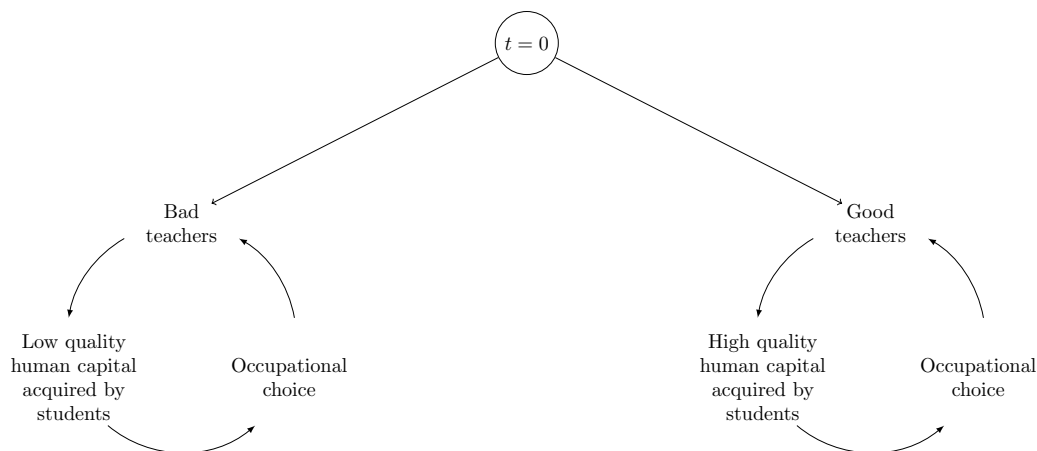 t = 0
Bad
teachers
Good
teachers
Low quality
human capital
acquired by
students
Occupational
choice
High quality
human capital
acquired by
students
Occupational
choice